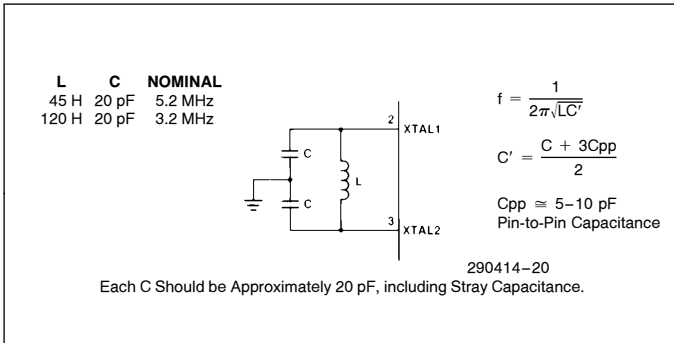 L C NOMINAL
45 H 20 pF 5.2 MHz
120 H 20 pF 3.2 MHz
C
C
L
2
XTAL1
3
XTAL2
f = 1 / 2π√LC′
C′ = C + 3Cpp / 2
Cpp ≅ 5–10 pF
Pin-to-Pin Capacitance
290414–20
Each C Should be Approximately 20 pF, including Stray Capacitance.